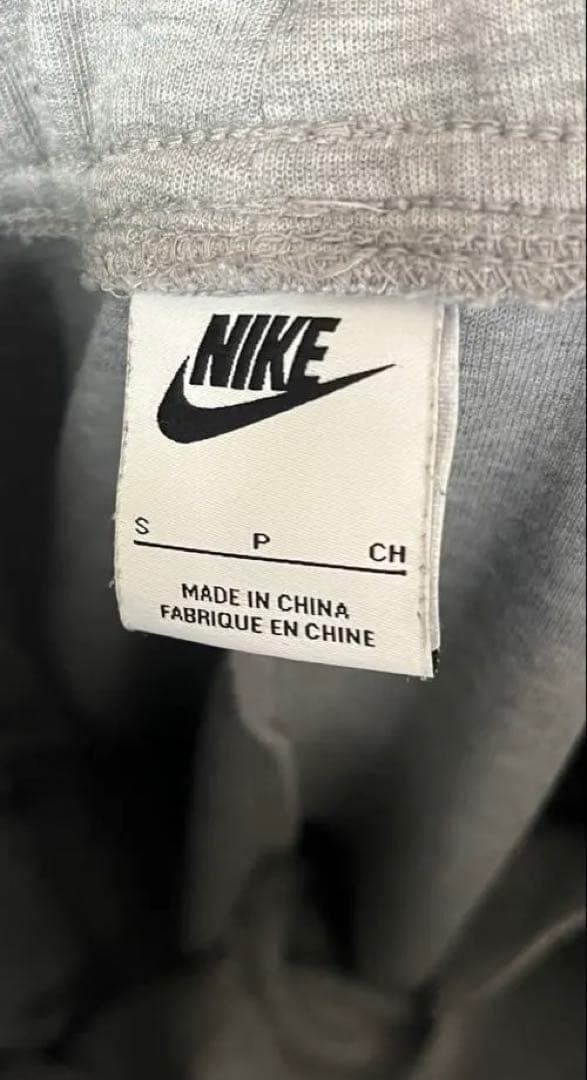 NIKE
S P CH
MADE IN CHINA
FABRIQUE EN CHINE